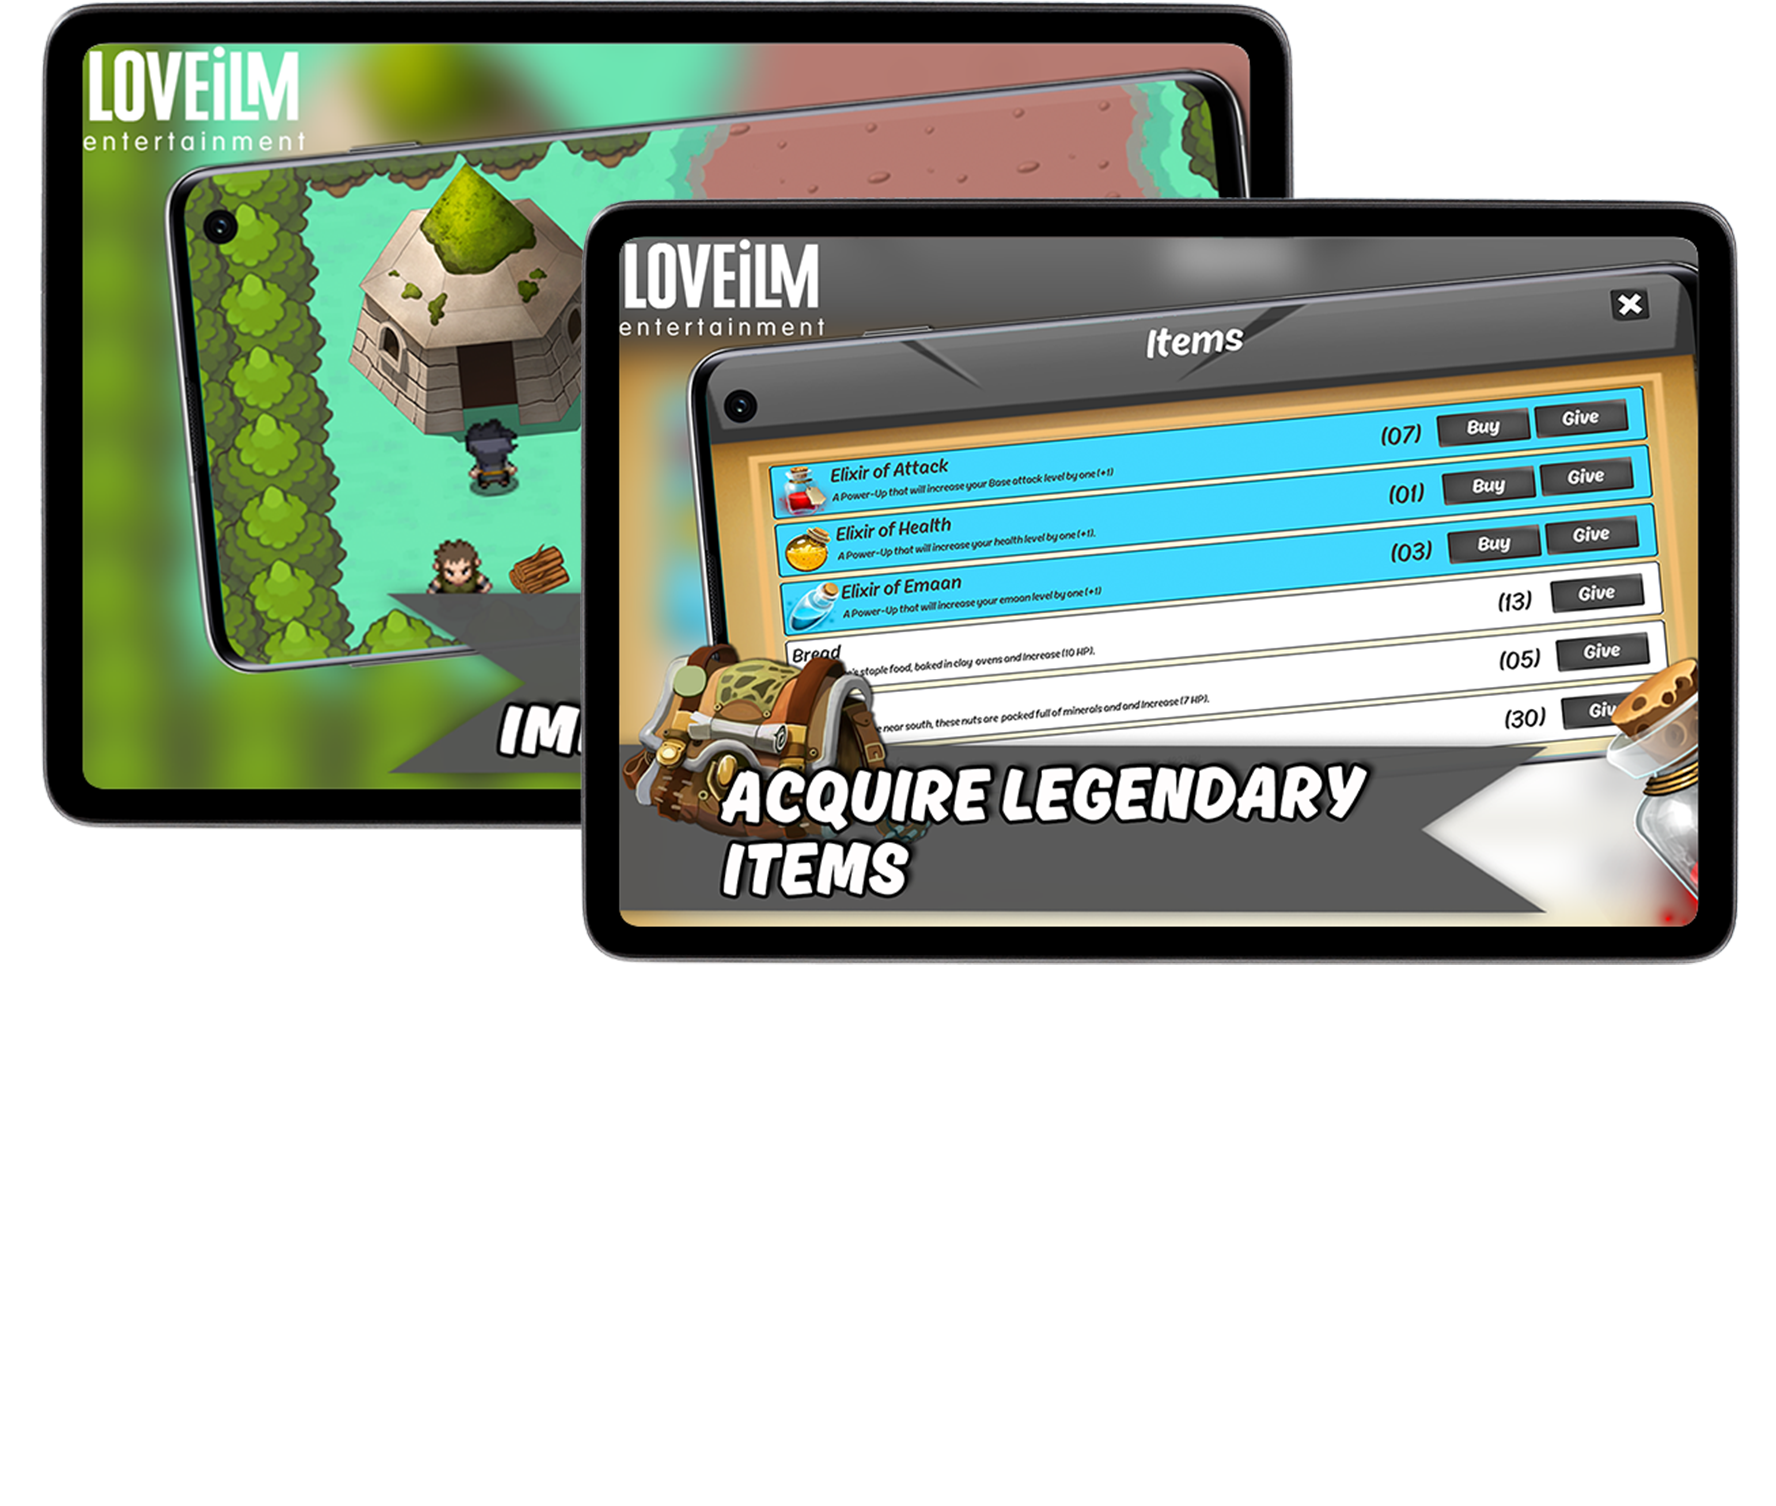 LOVEiLM
entertainment
LOVEiLM
entertainment
Items
Elixir of Attack
A Power-Up that will increase your Base attack level by one (+1)
(07) Buy Give
Elixir of Health
A Power-Up that will increase your health level by one (+1).
(01) Buy Give
Elixir of Emaan
A Power-Up that will increase your emaan level by one (+1)
(03) Buy Give
Bread
staple food, baked in clay ovens and Increase (10 HP).
(13) Give
near south, these nuts are packed full of minerals and and Increase (7 HP).
(05) Give
(30)
ACQUIRE LEGENDARY
ITEMS